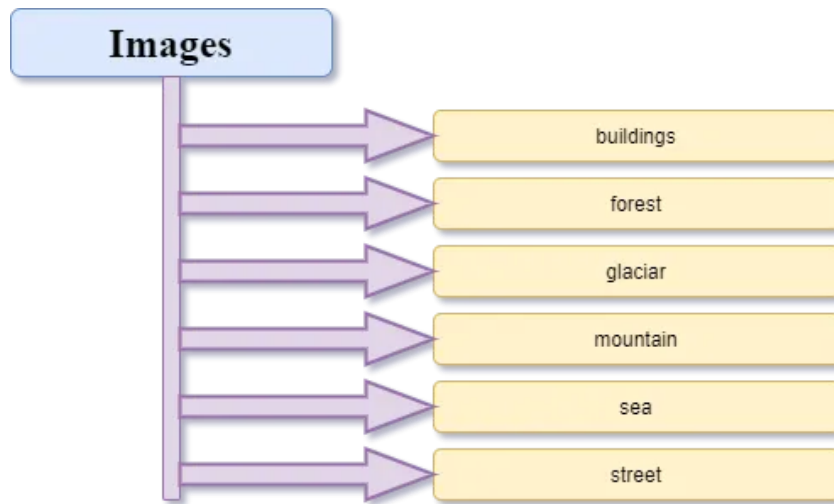 Images
buildings
forest
glaciar
mountain
sea
street